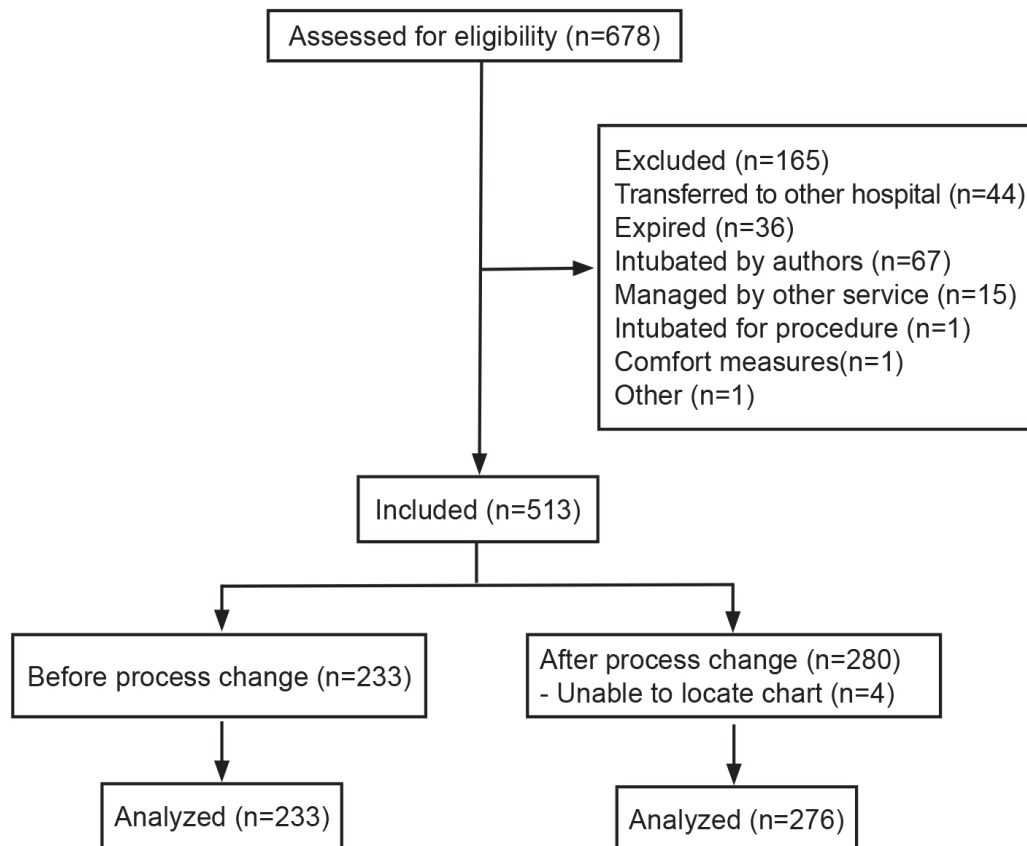 Assessed for eligibility (n=678)
Excluded (n=165)
Transferred to other hospital (n=44)
Expired (n=36)
Intubated by authors (n=67)
Managed by other service (n=15)
Intubated for procedure (n=1)
Comfort measures(n=1)
Other (n=1)
Included (n=513)
Before process change (n=233)
After process change (n=280)
- Unable to locate chart (n=4)
Analyzed (n=233)
Analyzed (n=276)